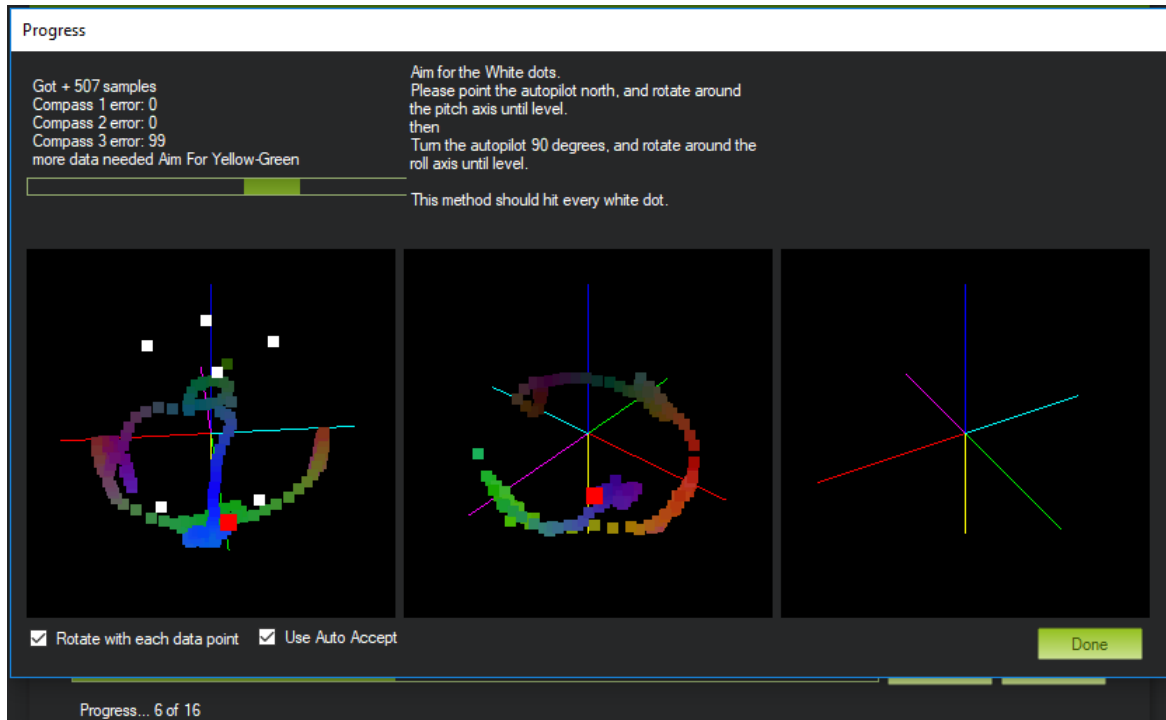 Progress
Got + 507 samples
Compass 1 error: 0
Compass 2 error: 0
Compass 3 error: 99
more data needed Aim For Yellow-Green
Aim for the White dots.
Please point the autopilot north, and rotate around
the pitch axis until level.
then
Turn the autopilot 90 degrees, and rotate around the
roll axis until level.
This method should hit every white dot.
Rotate with each data point
Use Auto Accept
Done
Progress... 6 of 16